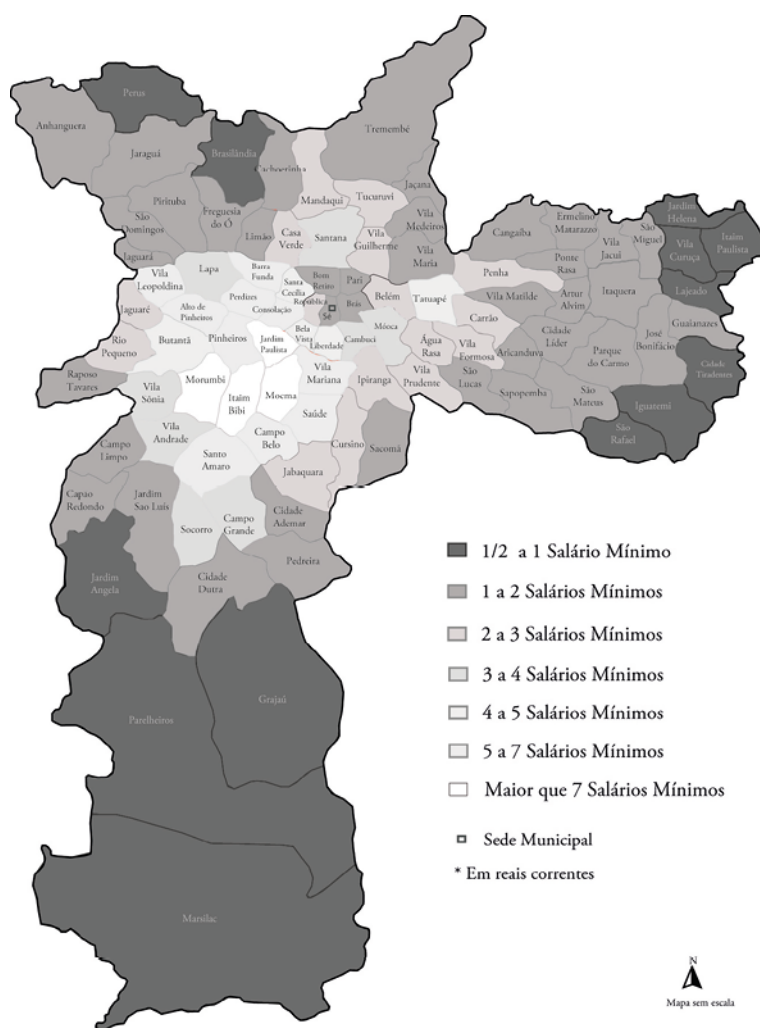 Perus
Anhanguera
Tremembé
Jaraguá
Brasilândia
Cachoeirinha
Jaçana
Mandaqui
Tucuruvi
Pirituba
Freguesia
do Ó
São
Domingos
Limão
Casa
Verde
Santana
Vila
Guilherme
Vila
Medeiros
Vila
Maria
Jaguará
Cangaiba
Ermelino
Matarazzo
Vila
Jacuí
São
Miguel
Jardim
Helena
Vila
Curuça
Itaim
Paulista
Vila
Leopoldina
Lapa
Barra
Funda
Bom
Retiro
Pari
Santa
Cecília
República
Brás
Sé
Belém
Tatuapé
Penha
Ponte
Rasa
Vila Matilde
Artur
Alvim
Itaquera
Lajeado
Guaianazes
Jaguaré
Alto de
Pinheiros
Perdizes
Consolação
Bela
Vista
Liberdade
Cambuci
Móoca
Água
Rasa
Carrão
Vila
Formosa
Aricanduva
Cidade
Líder
Parque
do Carmo
José
Bonifácio
Cidade
Tiradentes
Rio
Pequeno
Butantã
Pinheiros
Jardim
Paulista
Raposo
Tavares
Vila
Sônia
Morumbi
Itaim
Bibi
Moema
Vila
Mariana
Ipiranga
Vila
Prudente
São
Lucas
Sapopemba
São
Mateus
Iguatemi
São
Rafael
Saúde
Vila
Andrade
Campo
Belo
Santo
Amaro
Cursino
Sacomã
Jabaquara
Campo
Limpo
Capao
Redondo
Jardim
Sao Luís
Socorro
Campo
Grande
Cidade
Ademar
Pedreira
Jardim
Angela
Cidade
Dutra
Grajaú
Parelheiros
Marsilac
1/2 a 1 Salário Mínimo
1 a 2 Salários Mínimos
2 a 3 Salários Mínimos
3 a 4 Salários Mínimos
4 a 5 Salários Mínimos
5 a 7 Salários Mínimos
Maior que 7 Salários Mínimos
Sede Municipal
* Em reais correntes
N
Mapa sem escala